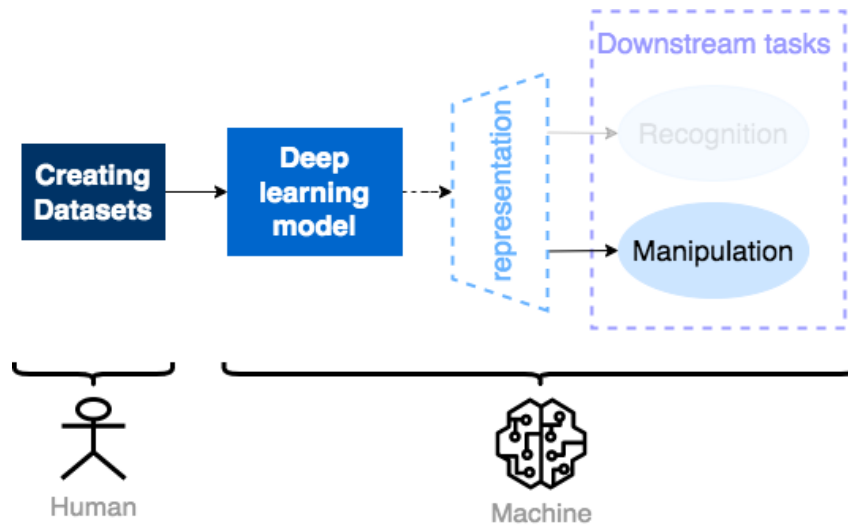 Downstream tasks
Creating
Datasets
Deep
learning
model
representation
Recognition
Manipulation
Human
Machine